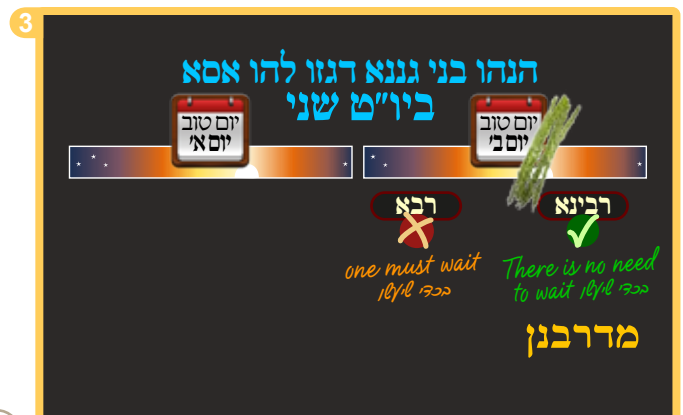 3
הנהו בני גננא דגזו להו אסא
ביו"ט שני
יום טוב
יום ב'
יום טוב
יום א'
רבינא
רבא
There is no need
to wait בכדי שיעשו
one must wait
בכדי שיעשו
מדרבנן